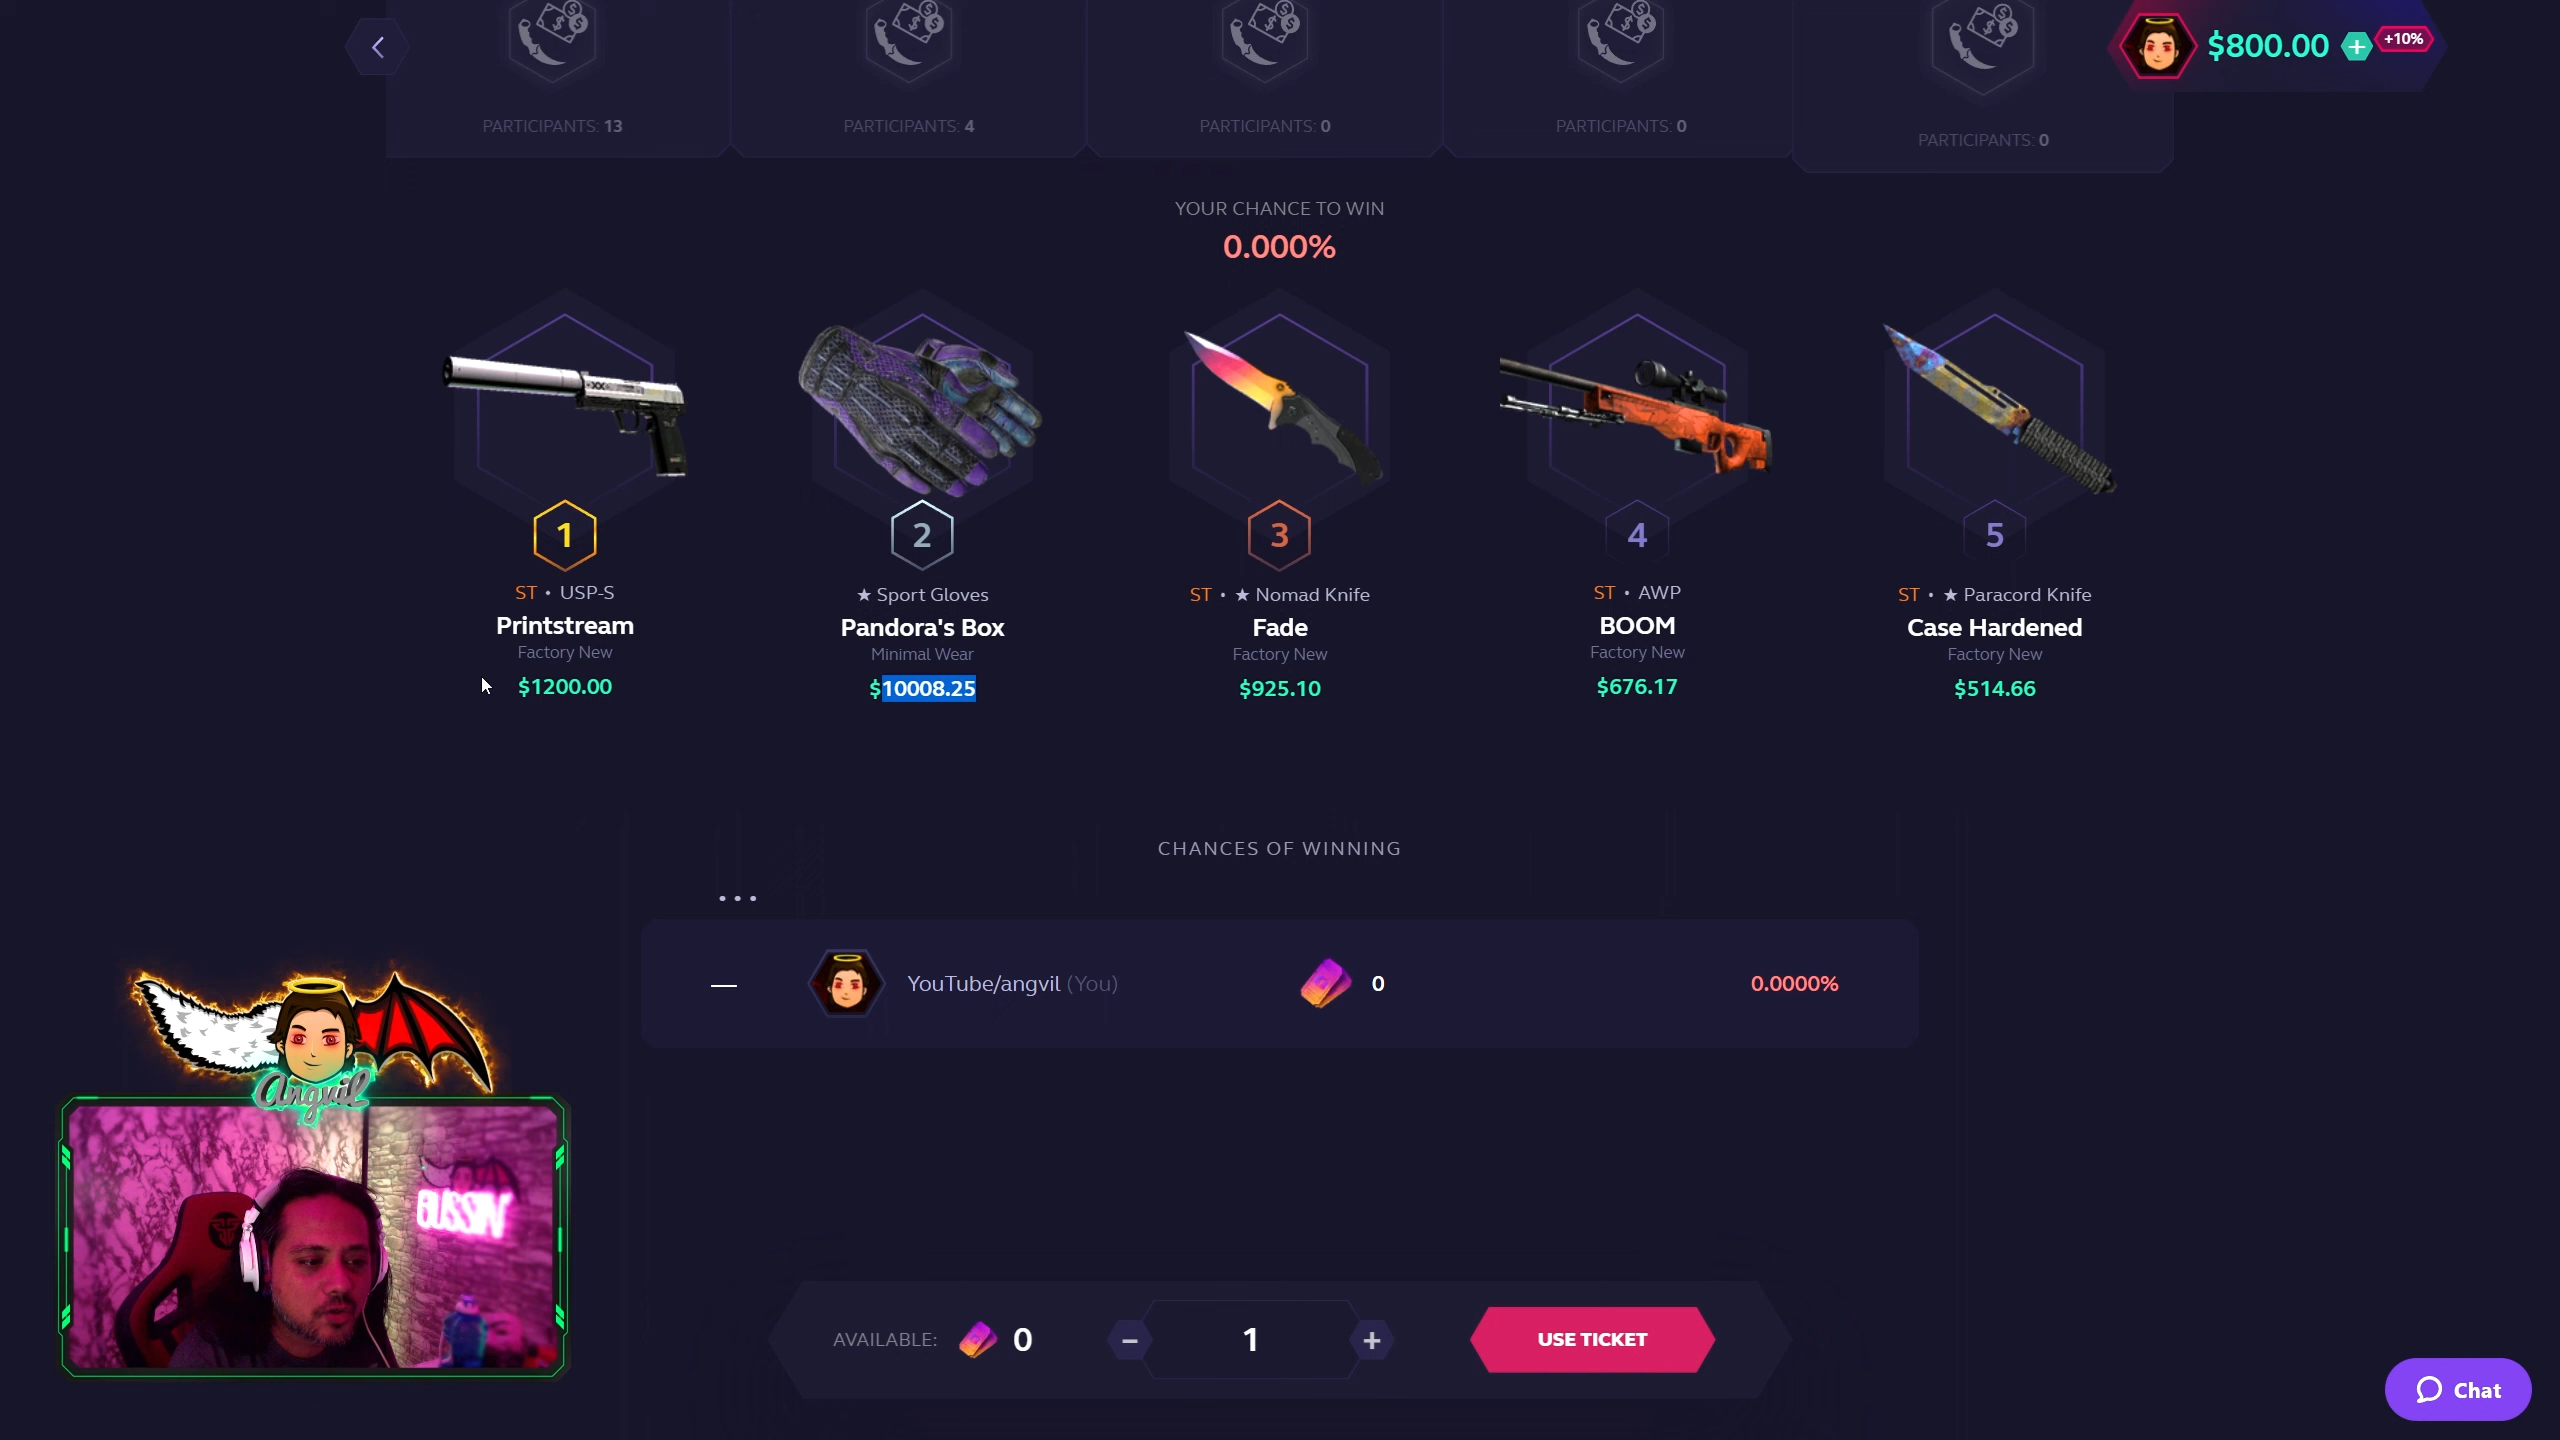 $800.00
+10%
PARTICIPANTS: 13
PARTICIPANTS: 4
PARTICIPANTS: 0
PARTICIPANTS: 0
PARTICIPANTS: 0
YOUR CHANCE TO WIN
0.000%
1
2
3
4
5
ST • USP-S
Printstream
Factory New
$1200.00
★ Sport Gloves
Pandora's Box
Minimal Wear
$10008.25
ST • ★ Nomad Knife
Fade
Factory New
$925.10
ST • AWP
BOOM
Factory New
$676.17
ST • ★ Paracord Knife
Case Hardened
Factory New
$514.66
CHANCES OF WINNING
...
— YouTube/angvil (You) 0 0.0000%
Angvil
BUSSIN'
AVAILABLE: 0 − 1 + USE TICKET
Chat